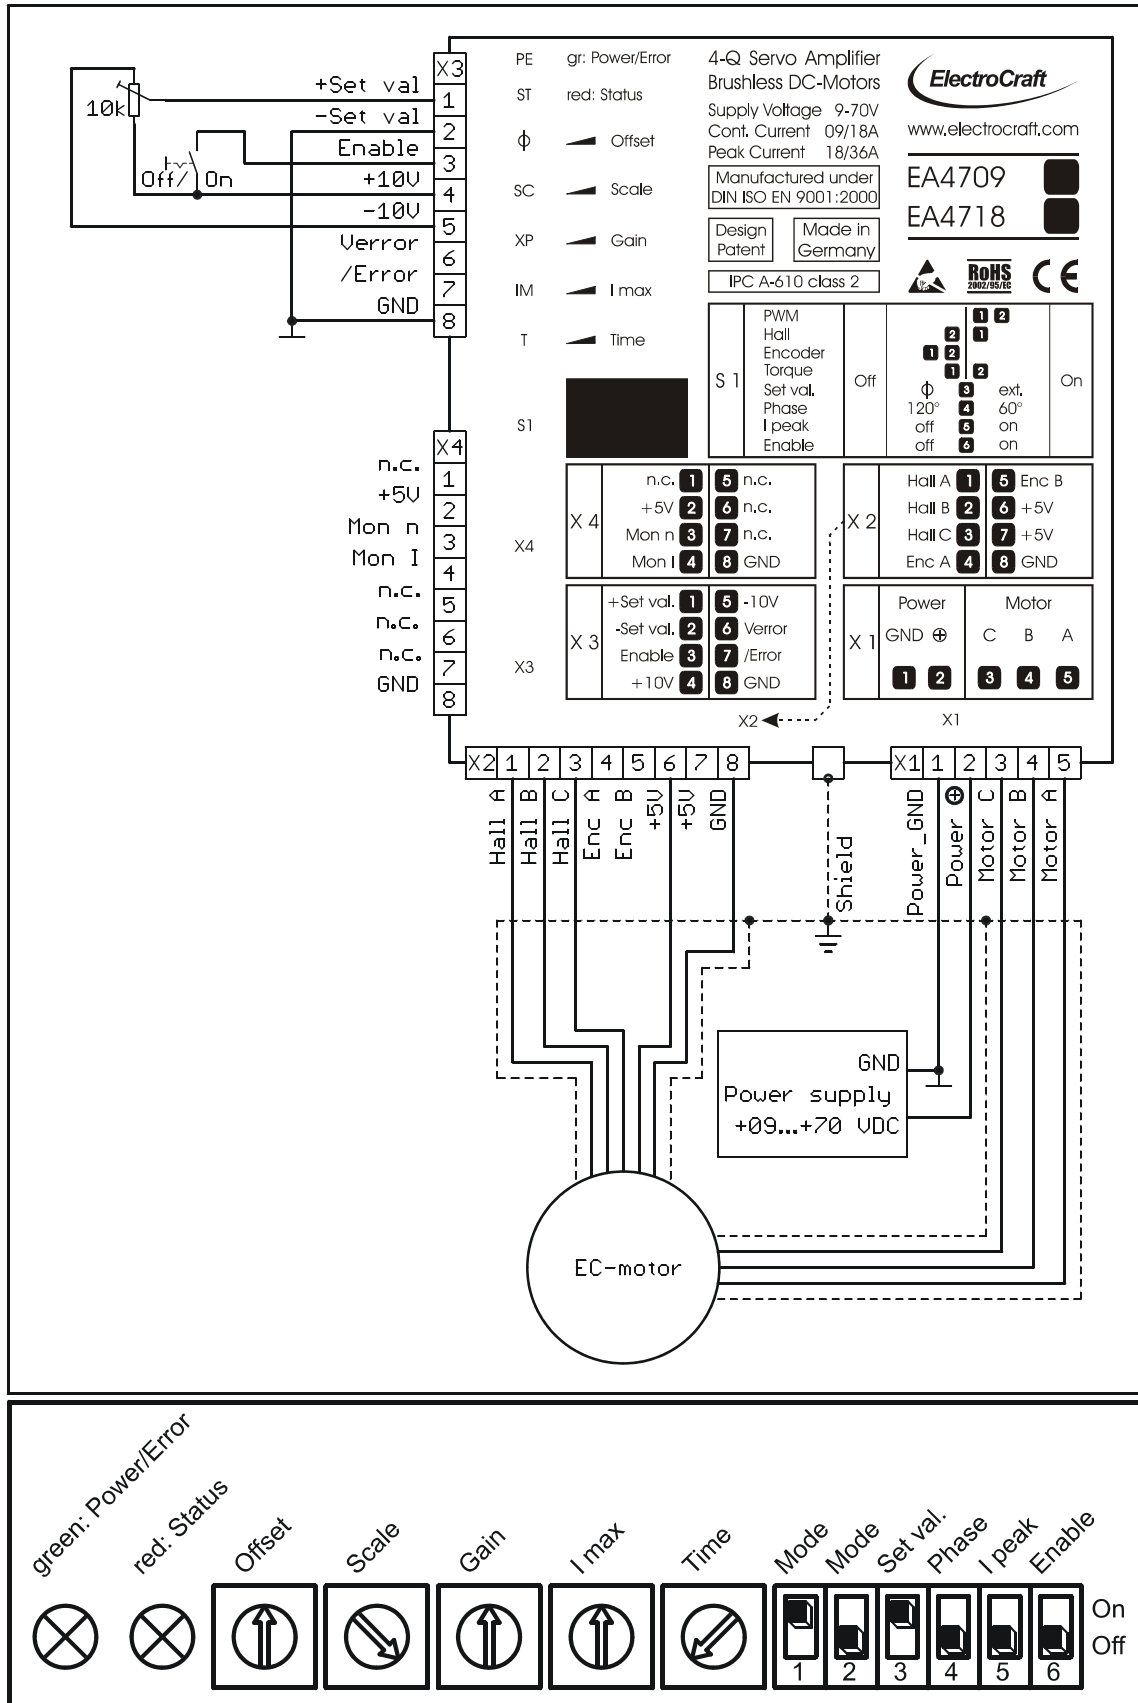 X3
+Set val
1
-Set val
2
Enable
3
+10V
4
-10V
5
Verror
6
/Error
7
GND
8
10k
Off/ On
X4
n.c.
1
+5V
2
Mon n
3
Mon I
4
n.c.
5
n.c.
6
n.c.
7
GND
8
PE gr: Power/Error
ST red: Status
ϕ Offset
SC Scale
XP Gain
IM I max
T Time
S1
X4
X3
4-Q Servo Amplifier
Brushless DC-Motors
Supply Voltage 9-70V
Cont. Current 09/18A
Peak Current 18/36A
Manufactured under
DIN ISO EN 9001:2000
Design
Patent
Made in
Germany
IPC A-610 class 2
ElectroCraft
www.electrocraft.com
EA4709
EA4718
RoHS
2002/95/EC
CE
S 1
Off
On
PWM 1 2
Hall 2 1
Encoder 1 2
Torque 1 2
Set val. ϕ 3 ext.
Phase 120° 4 60°
I peak off 5 on
Enable off 6 on
X 4
n.c. 1 5 n.c.
+5V 2 6 n.c.
Mon n 3 7 n.c.
Mon I 4 8 GND
X 2
Hall A 1 5 Enc B
Hall B 2 6 +5V
Hall C 3 7 +5V
Enc A 4 8 GND
X 3
+Set val. 1 5 -10V
-Set val. 2 6 Verror
Enable 3 7 /Error
+10V 4 8 GND
X 1
Power Motor
GND ⊕ C B A
1 2 3 4 5
X2
X1
X2 1 2 3 4 5 6 7 8
X1 1 2 3 4 5
Hall A
Hall B
Hall C
Enc A
Enc B
+5V
+5V
GND
Shield
Power_GND
Power ⊕
Motor C
Motor B
Motor A
GND
Power supply
+09...+70 VDC
EC-motor
green: Power/Error
red: Status
Offset
Scale
Gain
I max
Time
Mode
Mode
Set val.
Phase
I peak
Enable
On
Off
1 2 3 4 5 6